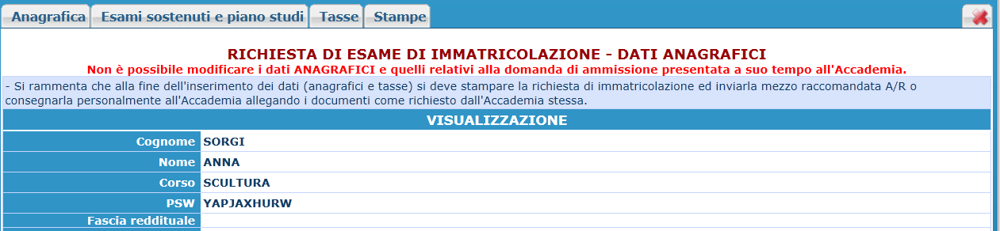 Anagrafica Esami sostenuti e piano studi Tasse Stampe
RICHIESTA DI ESAME DI IMMATRICOLAZIONE - DATI ANAGRAFICI
Non è possibile modificare i dati ANAGRAFICI e quelli relativi alla domanda di ammissione presentata a suo tempo all'Accademia.
- Si rammenta che alla fine dell'inserimento dei dati (anagrafici e tasse) si deve stampare la richiesta di immatricolazione ed inviarla mezzo raccomandata A/R o
consegnarla personalmente all'Accademia allegando i documenti come richiesto dall'Accademia stessa.
VISUALIZZAZIONE
Cognome SORGI
Nome ANNA
Corso SCULTURA
PSW YAPJAXHURW
Fascia reddituale